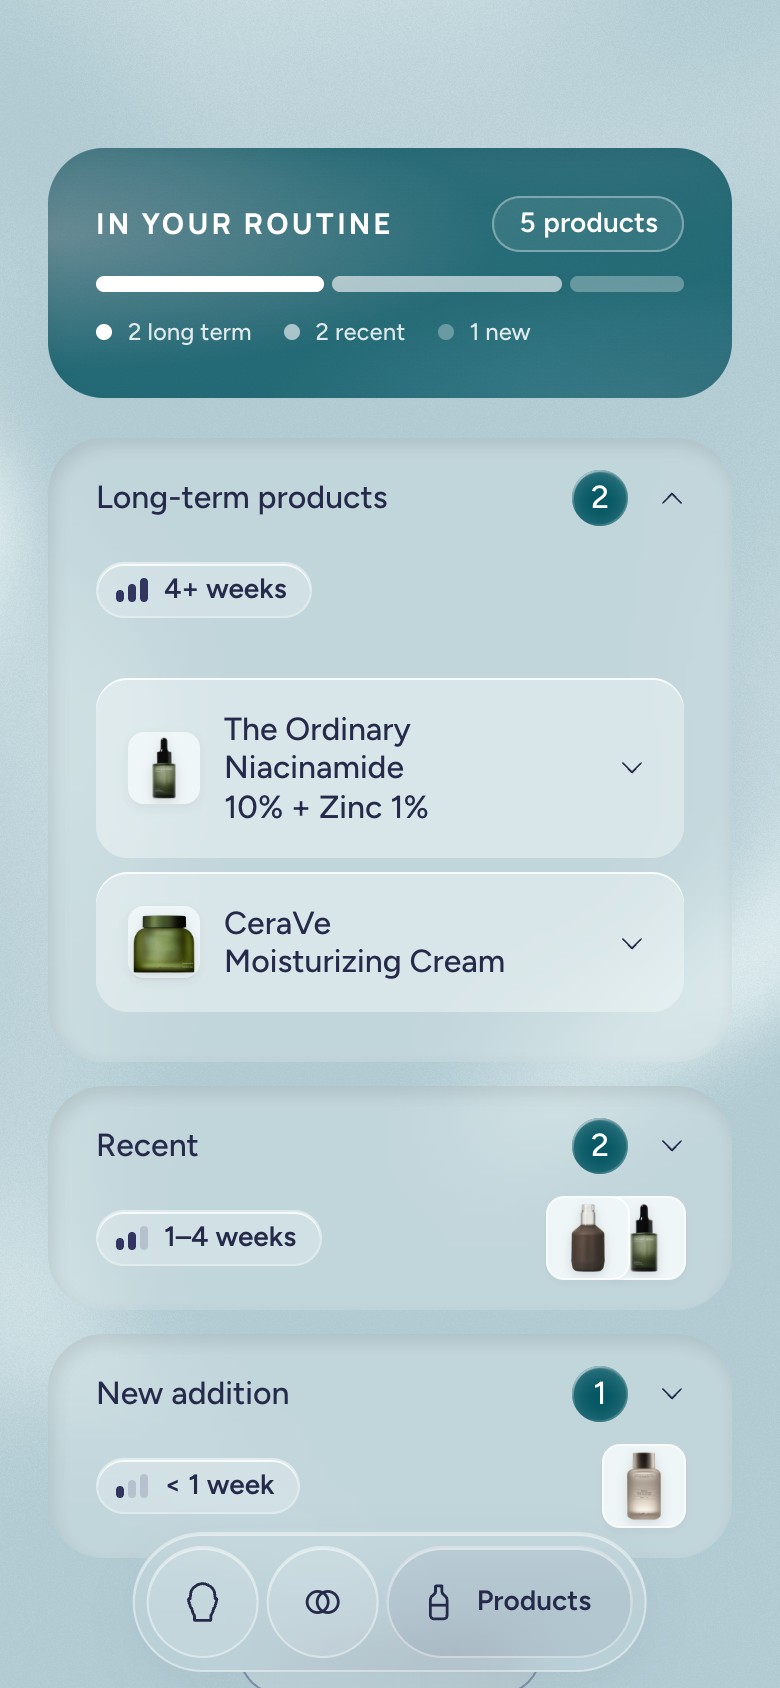 IN YOUR ROUTINE
5 products
2 long term
2 recent
1 new
Long-term products
2
4+ weeks
The Ordinary
Niacinamide
10% + Zinc 1%
CeraVe
Moisturizing Cream
Recent
2
1–4 weeks
New addition
1
< 1 week
Products